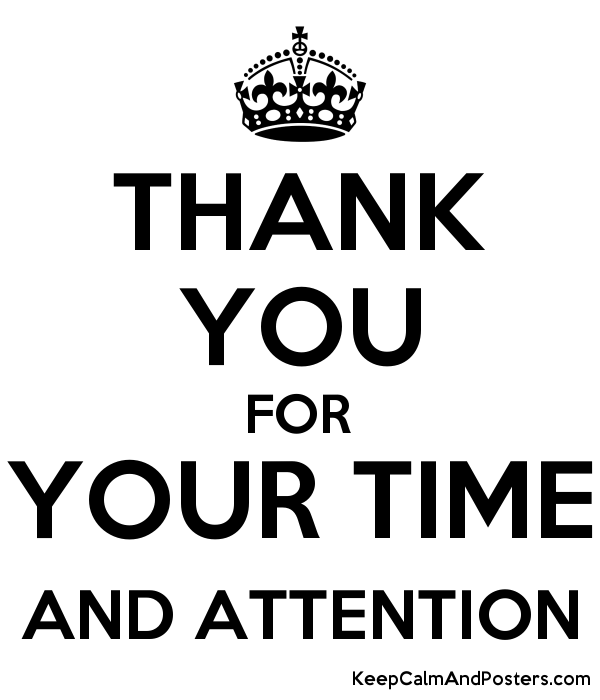 THANK
YOU
FOR
YOUR TIME
AND ATTENTION
KeepCalmAndPosters.com